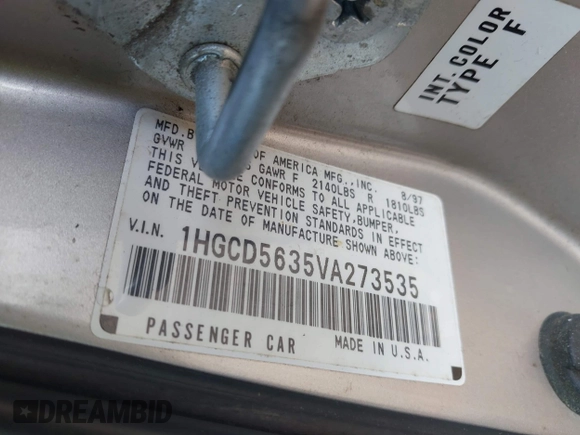 INT. COLOR
TYPE F
MFD. B OF AMERICA MFG., INC. 8/97
GVWR GAWR F 2140LBS R 1810LBS
THIS V CONFORMS TO ALL APPLICABLE
FEDERAL MOTOR VEHICLE SAFETY, BUMPER,
AND THEFT PREVENTION STANDARDS IN EFFECT
ON THE DATE OF MANUFACTURE SHOWN ABOVE:
V.I.N. 1HGCD5635VA273535
PASSENGER CAR MADE IN U.S.A.
DREAMBID